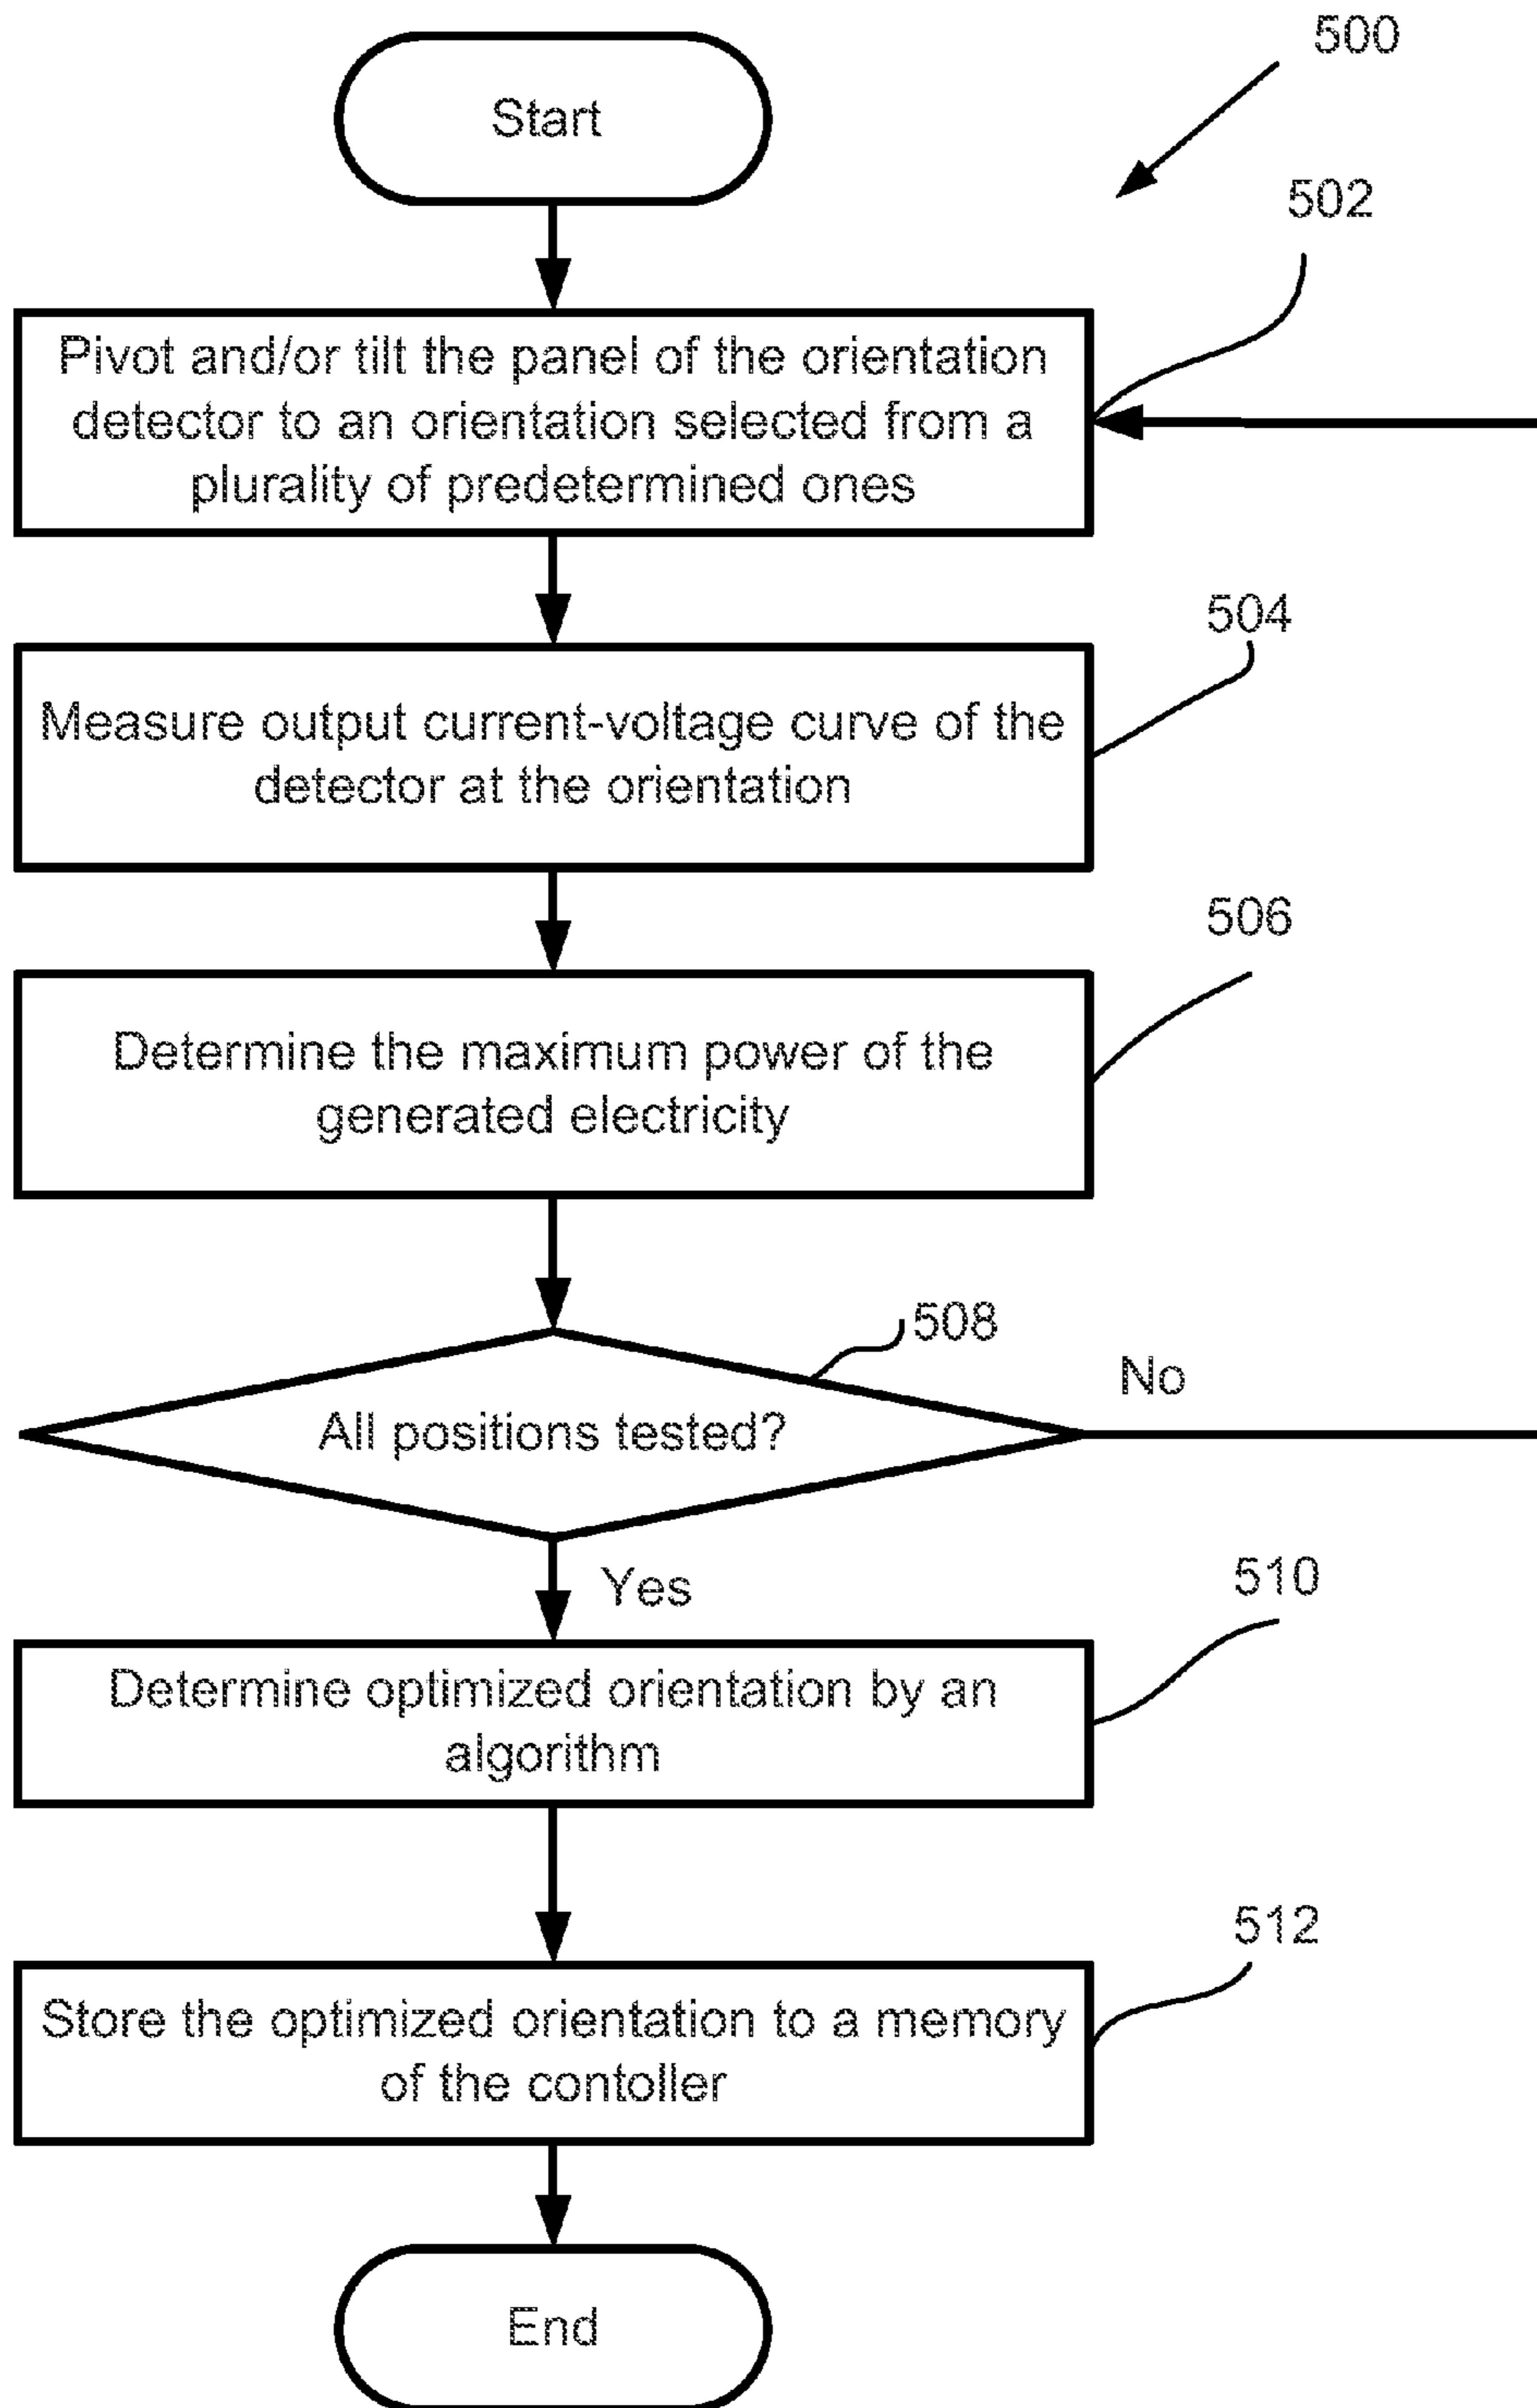 500
Start
502
Pivot and/or tilt the panel of the orientation
detector to an orientation selected from a
plurality of predetermined ones
504
Measure output current-voltage curve of the
detector at the orientation
506
Determine the maximum power of the
generated electricity
508
All positions tested?
No
Yes
510
Determine optimized orientation by an
algorithm
512
Store the optimized orientation to a memory
of the contoller
End